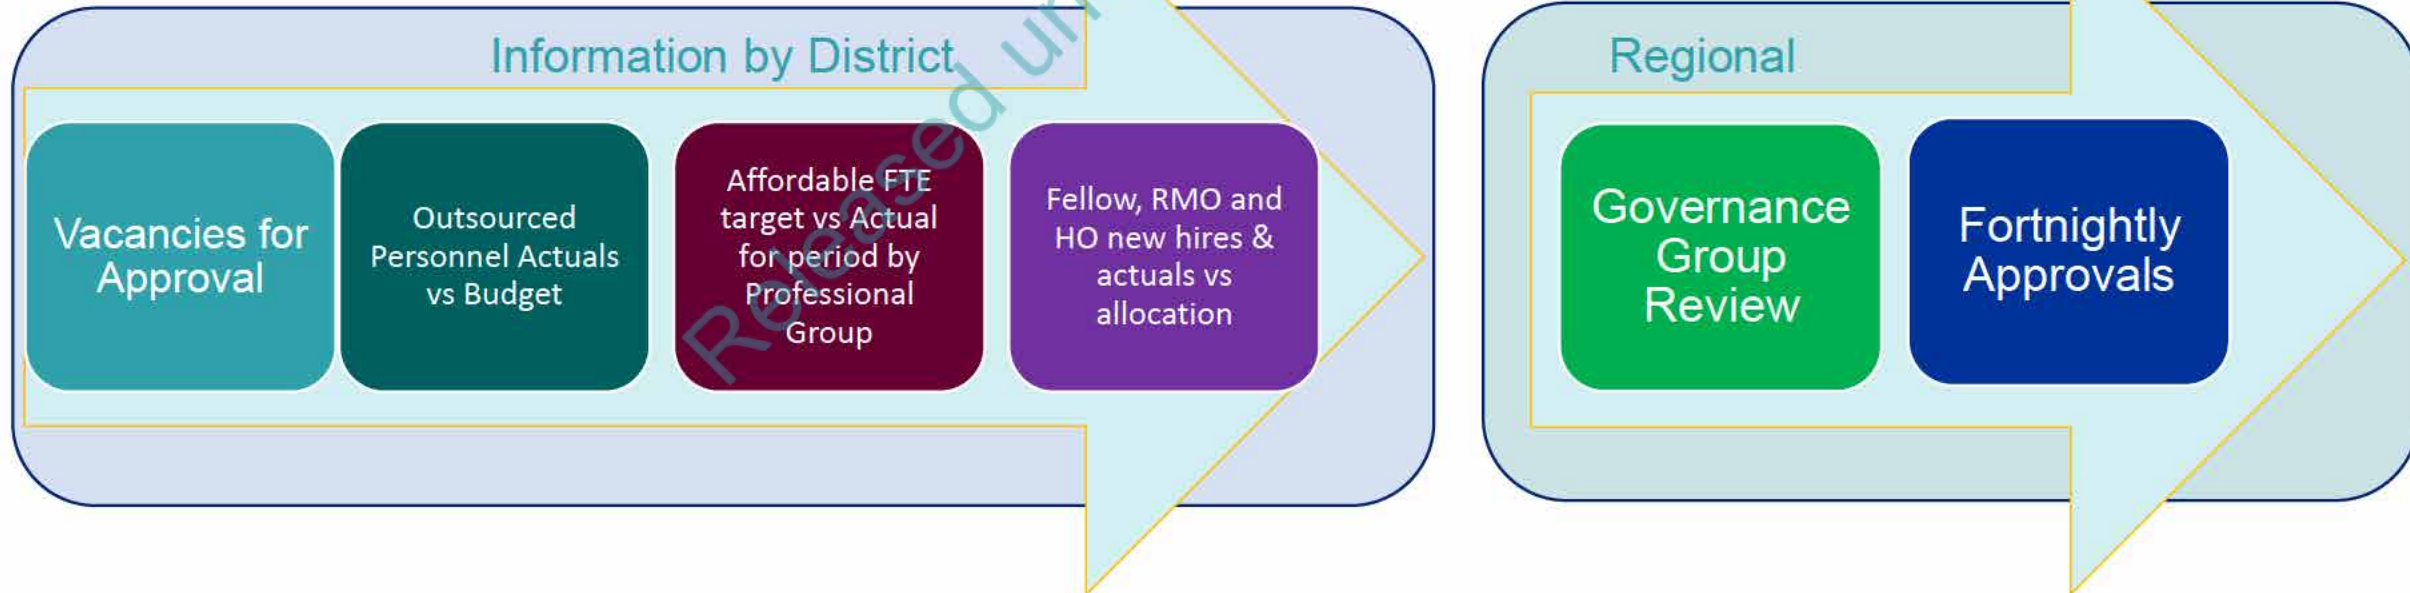 Information by District
Vacancies for
Approval
Outsourced
Personnel Actuals
vs Budget
Affordable FTE
target vs Actual
for period by
Professional
Group
Fellow, RMO and
HO new hires &
actuals vs
allocation
Regional
Governance
Group
Review
Fortnightly
Approvals
Released